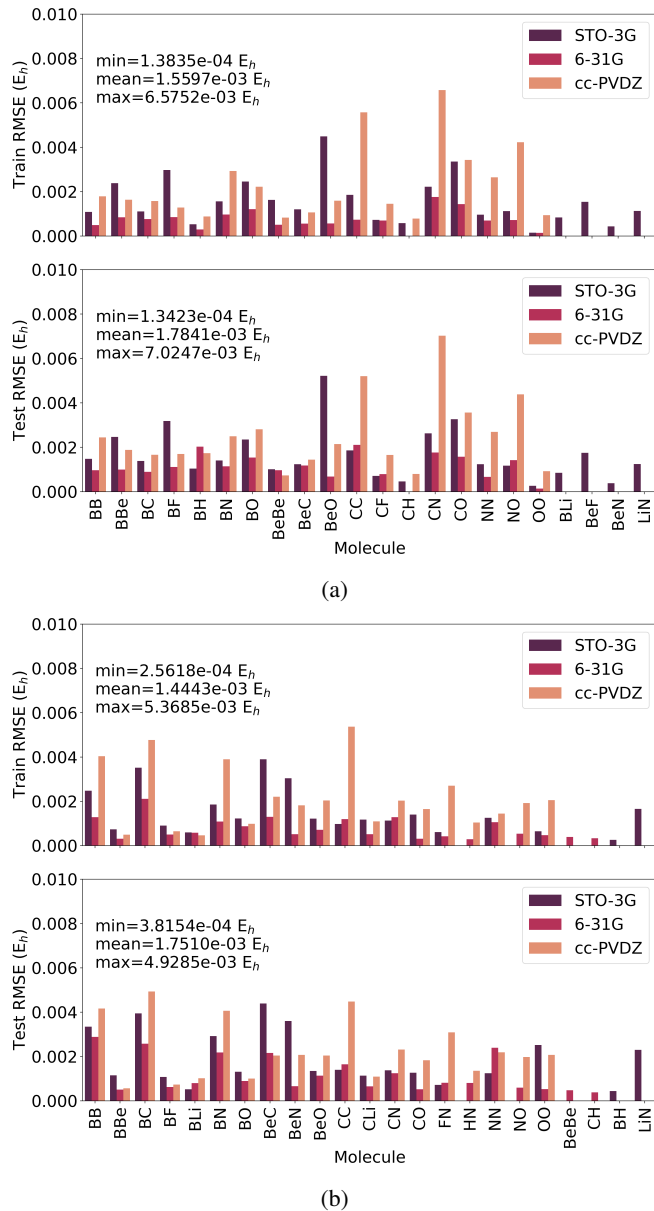 0.010
0.008
0.006
0.004
0.002
0.000
Train RMSE (E_h)
min=1.3835e-04 E_h
mean=1.5597e-03 E_h
max=6.5752e-03 E_h
STO-3G
6-31G
cc-PVDZ
0.010
0.008
0.006
0.004
0.002
0.000
Test RMSE (E_h)
min=1.3423e-04 E_h
mean=1.7841e-03 E_h
max=7.0247e-03 E_h
STO-3G
6-31G
cc-PVDZ
BB
BBe
BC
BF
BH
BN
BO
BeBe
BeC
BeO
CC
CF
CH
CN
CO
NN
NO
OO
BLi
BeF
BeN
LiN
Molecule
(a)
0.010
0.008
0.006
0.004
0.002
0.000
Train RMSE (E_h)
min=2.5618e-04 E_h
mean=1.4443e-03 E_h
max=5.3685e-03 E_h
STO-3G
6-31G
cc-PVDZ
0.010
0.008
0.006
0.004
0.002
0.000
Test RMSE (E_h)
min=3.8154e-04 E_h
mean=1.7510e-03 E_h
max=4.9285e-03 E_h
STO-3G
6-31G
cc-PVDZ
BB
BBe
BC
BF
BLi
BN
BO
BeC
BeN
BeO
CC
CLi
CN
CO
FN
HN
NN
NO
OO
BeBe
CH
BH
LiN
Molecule
(b)